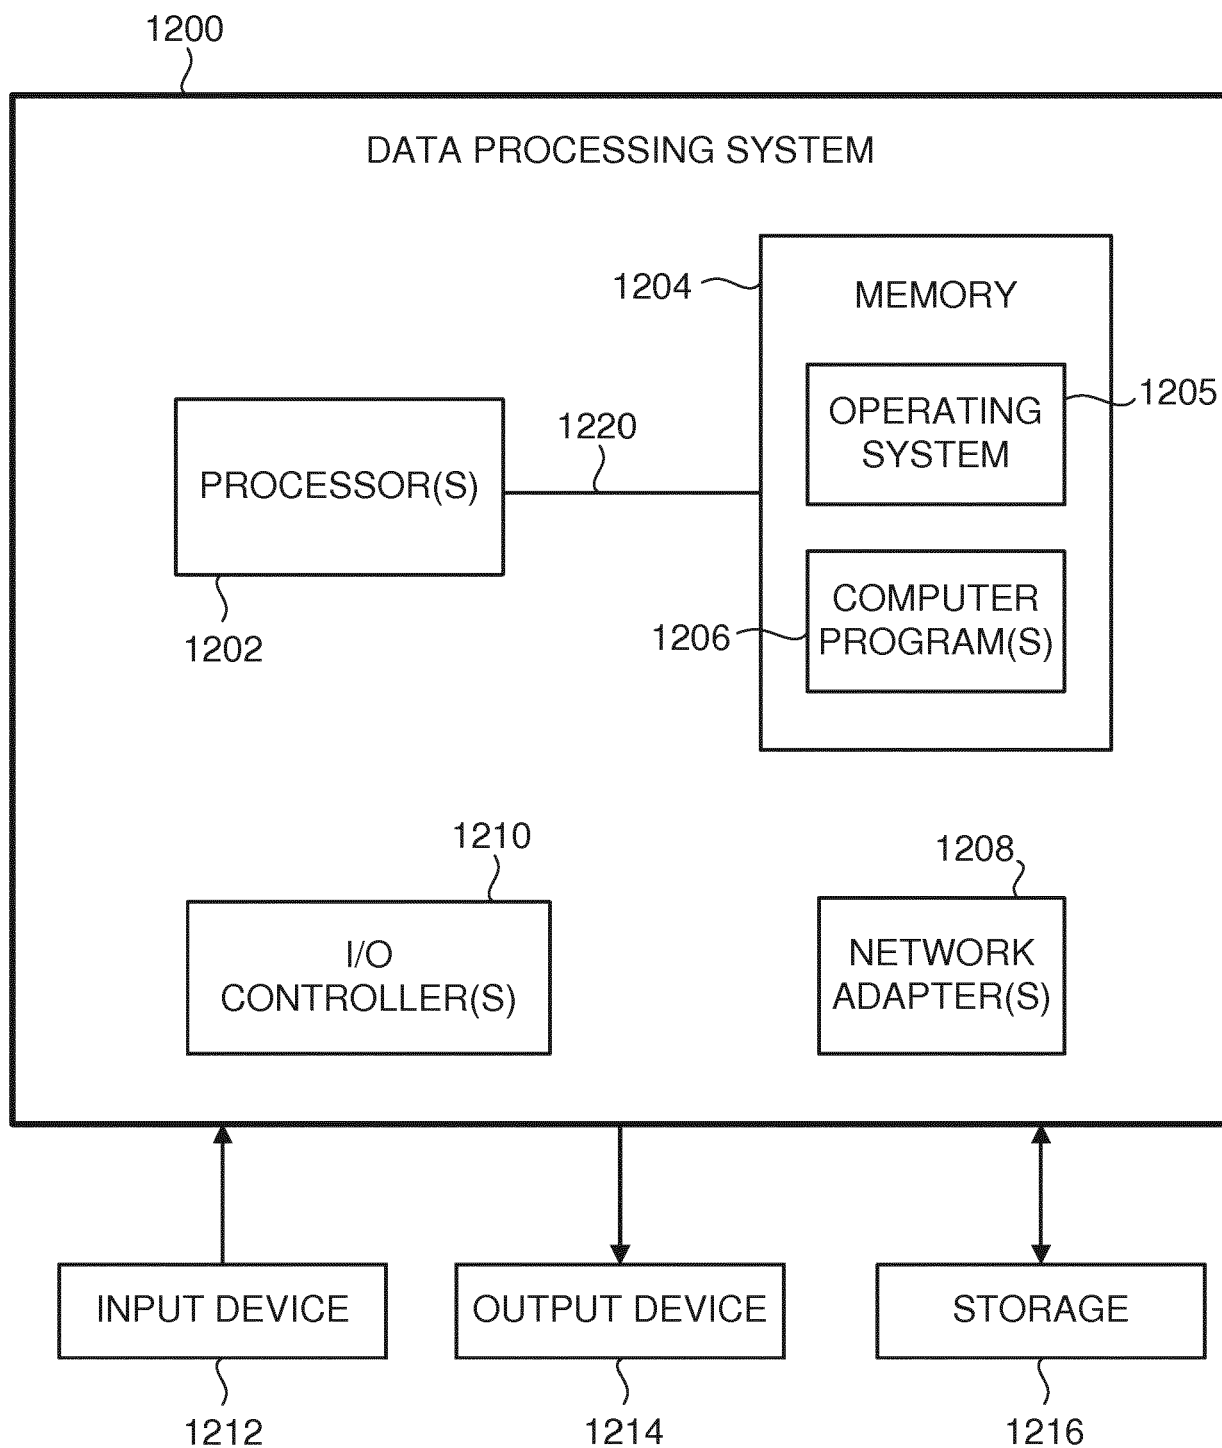 1200
DATA PROCESSING SYSTEM
1204
MEMORY
1205
OPERATING
SYSTEM
1220
PROCESSOR(S)
1202
1206
COMPUTER
PROGRAM(S)
1210
I/O
CONTROLLER(S)
1208
NETWORK
ADAPTER(S)
INPUT DEVICE
OUTPUT DEVICE
STORAGE
1212
1214
1216